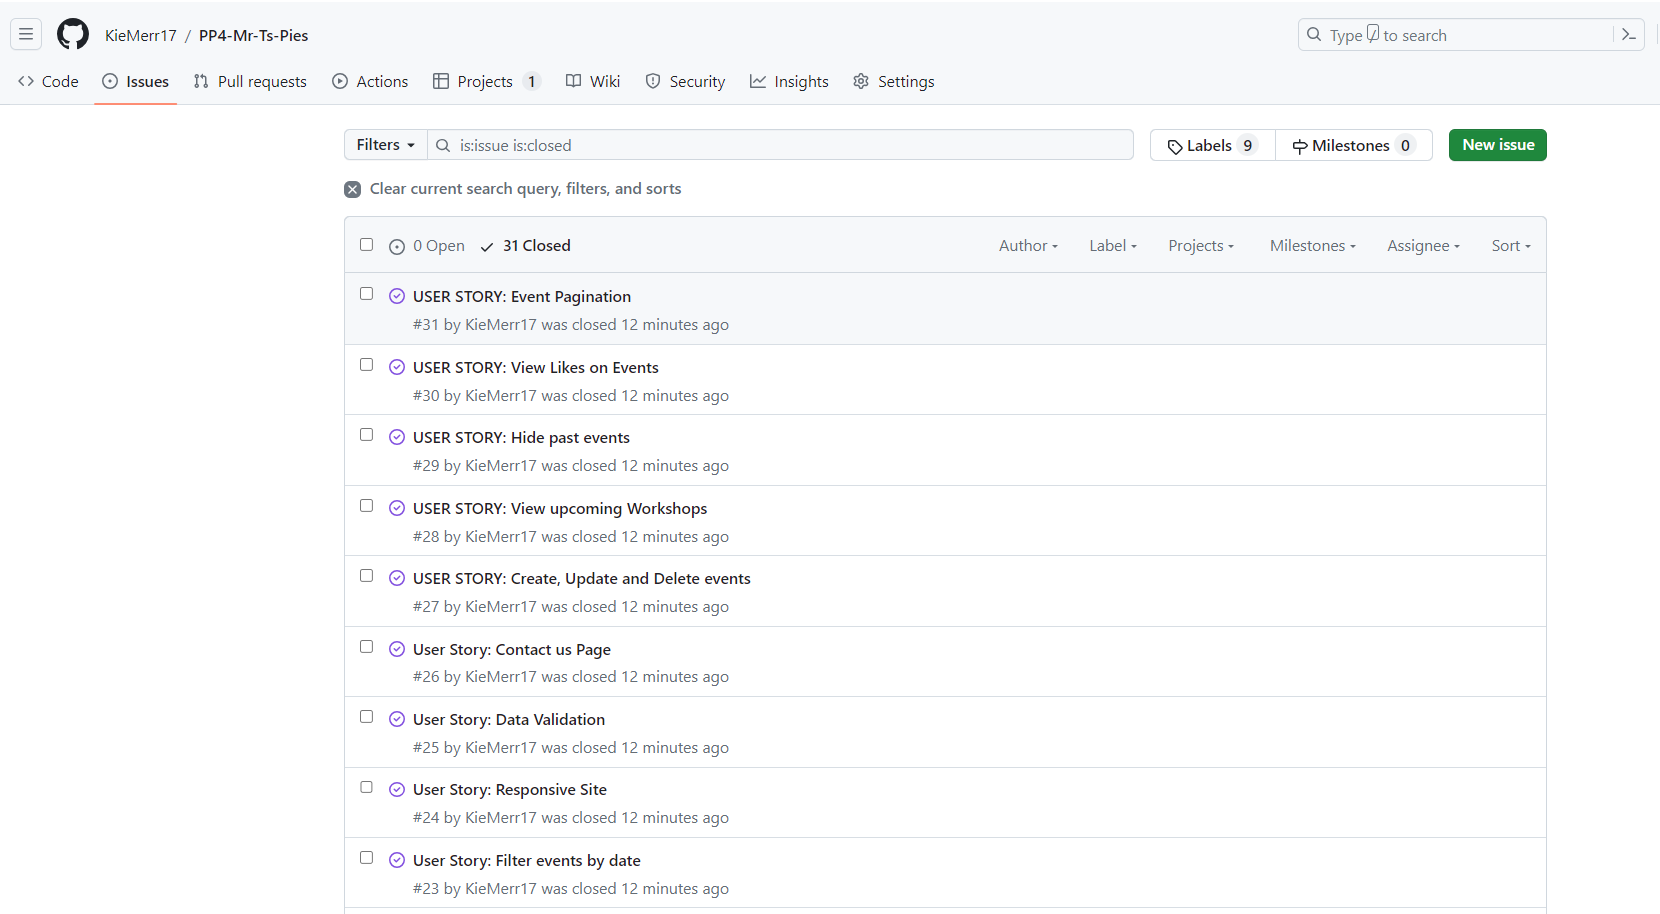 KieMerr17 / PP4-Mr-Ts-Pies
Type / to search
Code Issues Pull requests Actions Projects 1 Wiki Security Insights Settings
Filters is:issue is:closed Labels 9 Milestones 0 New issue
Clear current search query, filters, and sorts
0 Open 31 Closed Author Label Projects Milestones Assignee Sort
USER STORY: Event Pagination
#31 by KieMerr17 was closed 12 minutes ago
USER STORY: View Likes on Events
#30 by KieMerr17 was closed 12 minutes ago
USER STORY: Hide past events
#29 by KieMerr17 was closed 12 minutes ago
USER STORY: View upcoming Workshops
#28 by KieMerr17 was closed 12 minutes ago
USER STORY: Create, Update and Delete events
#27 by KieMerr17 was closed 12 minutes ago
User Story: Contact us Page
#26 by KieMerr17 was closed 12 minutes ago
User Story: Data Validation
#25 by KieMerr17 was closed 12 minutes ago
User Story: Responsive Site
#24 by KieMerr17 was closed 12 minutes ago
User Story: Filter events by date
#23 by KieMerr17 was closed 12 minutes ago